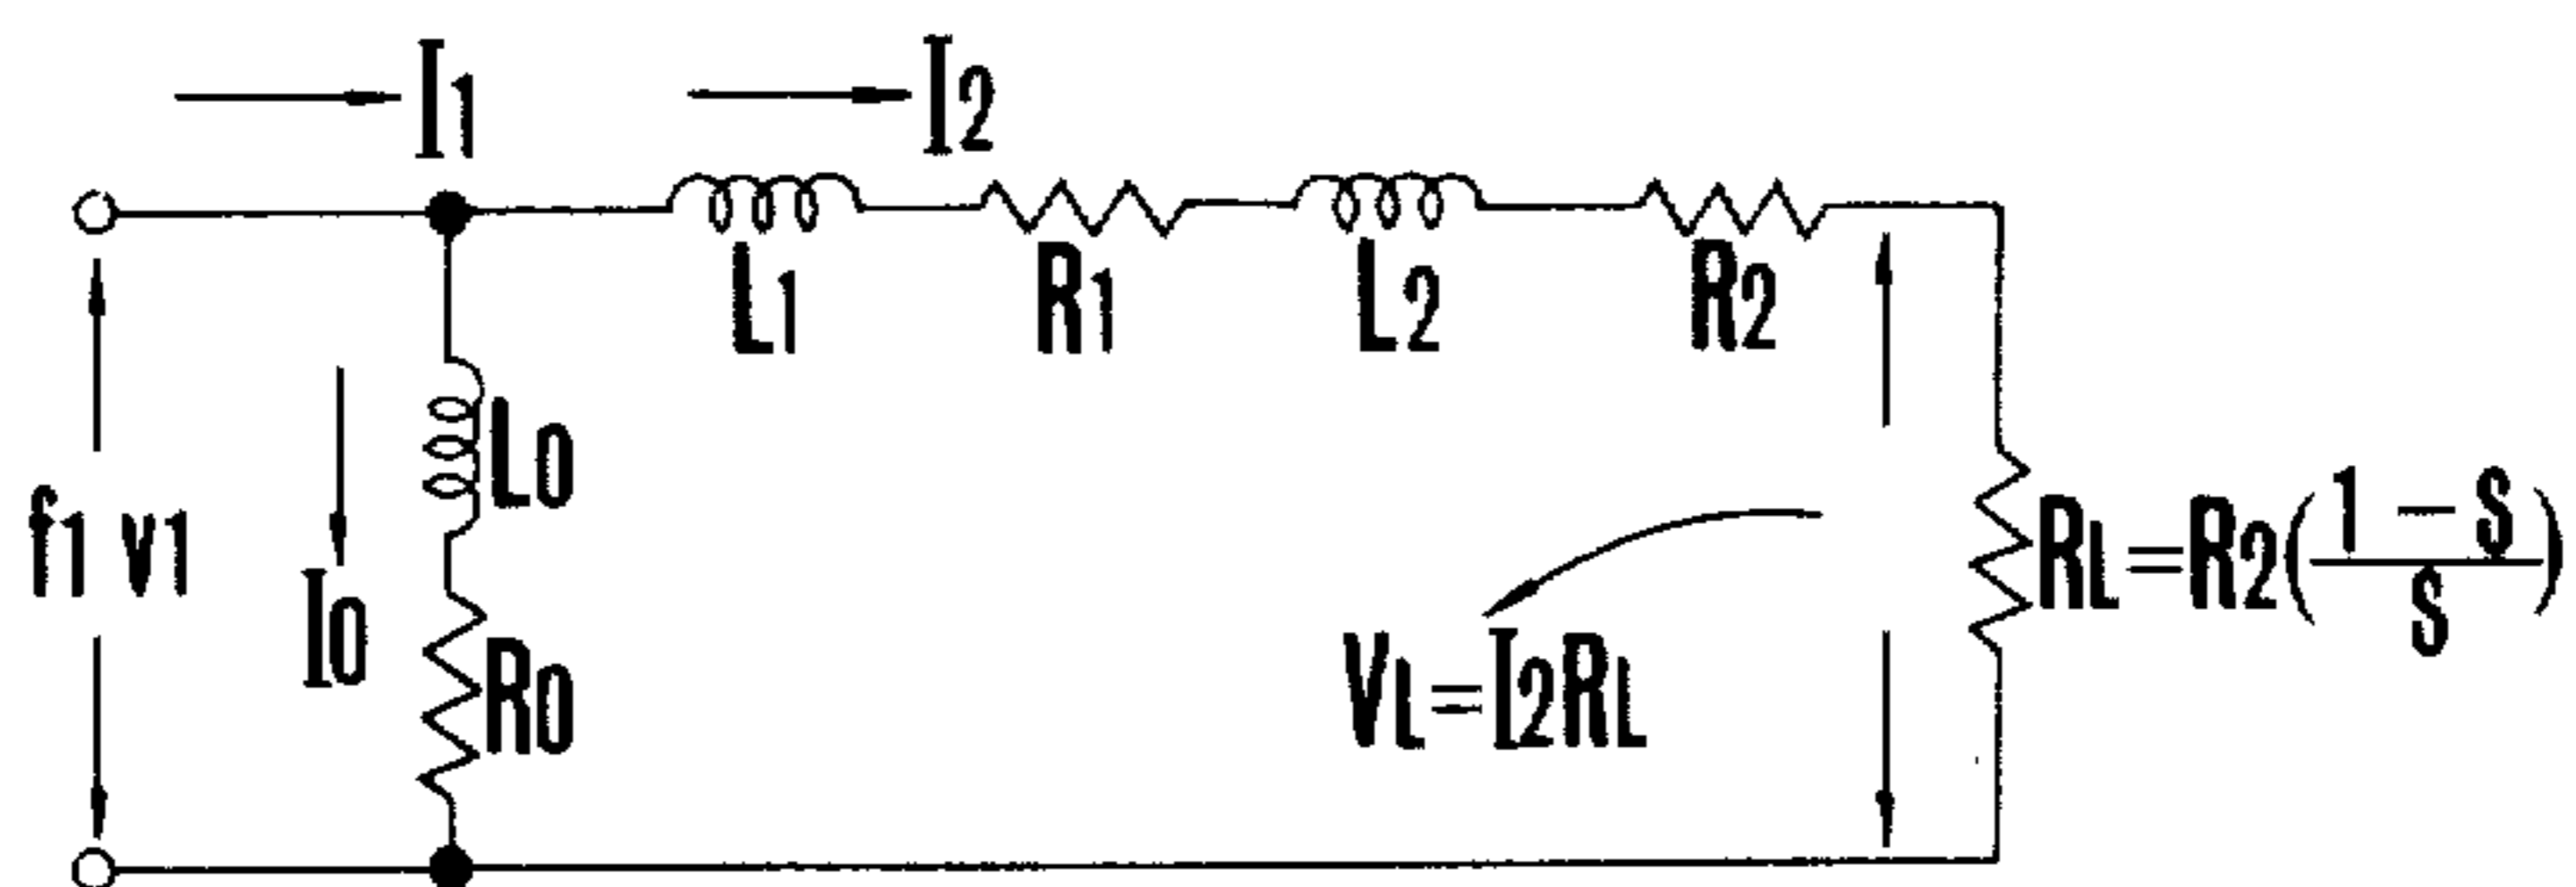 I1
I2
L1
R1
L2
R2
L0
f1 v1
I0
R0
VL=I2RL
RL=R2(1-S/S)